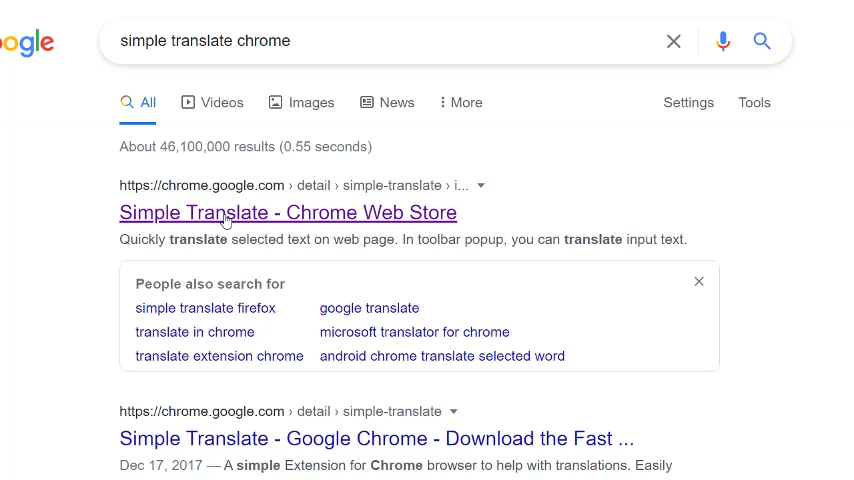 oogle
simple translate chrome
All Videos Images News More Settings Tools
About 46,100,000 results (0.55 seconds)
https://chrome.google.com › detail › simple-translate › i...
Simple Translate - Chrome Web Store
Quickly translate selected text on web page. In toolbar popup, you can translate input text.
People also search for
simple translate firefox google translate
translate in chrome microsoft translator for chrome
translate extension chrome android chrome translate selected word
https://chrome.google.com › detail › simple-translate
Simple Translate - Google Chrome - Download the Fast ...
Dec 17, 2017 — A simple Extension for Chrome browser to help with translations. Easily